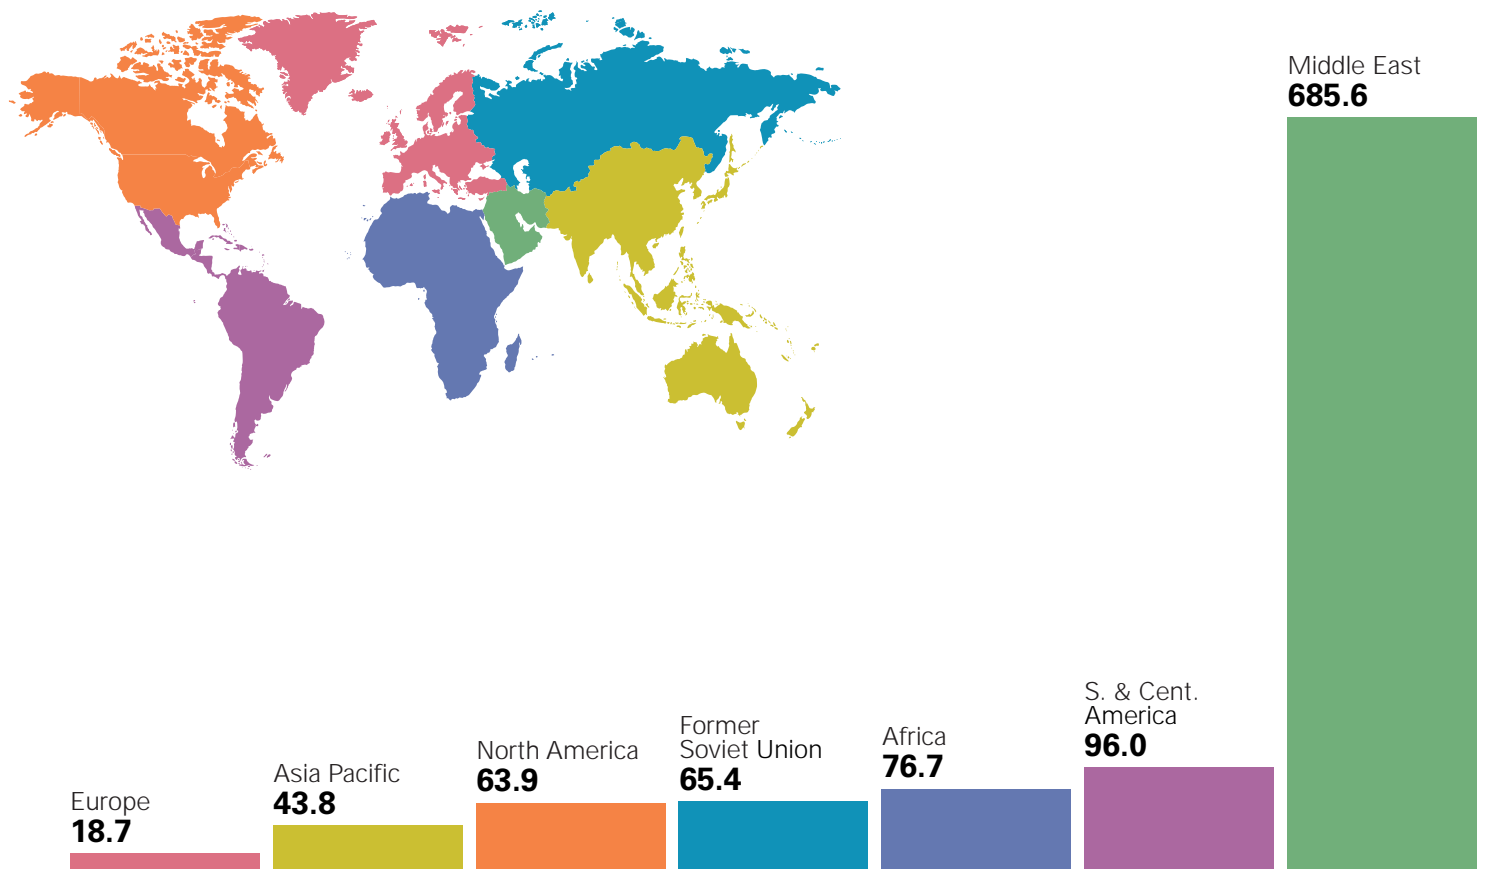 Middle East
685.6
S. & Cent.
America
96.0
Former
Soviet Union
65.4
Africa
76.7
North America
63.9
Asia Pacific
43.8
Europe
18.7